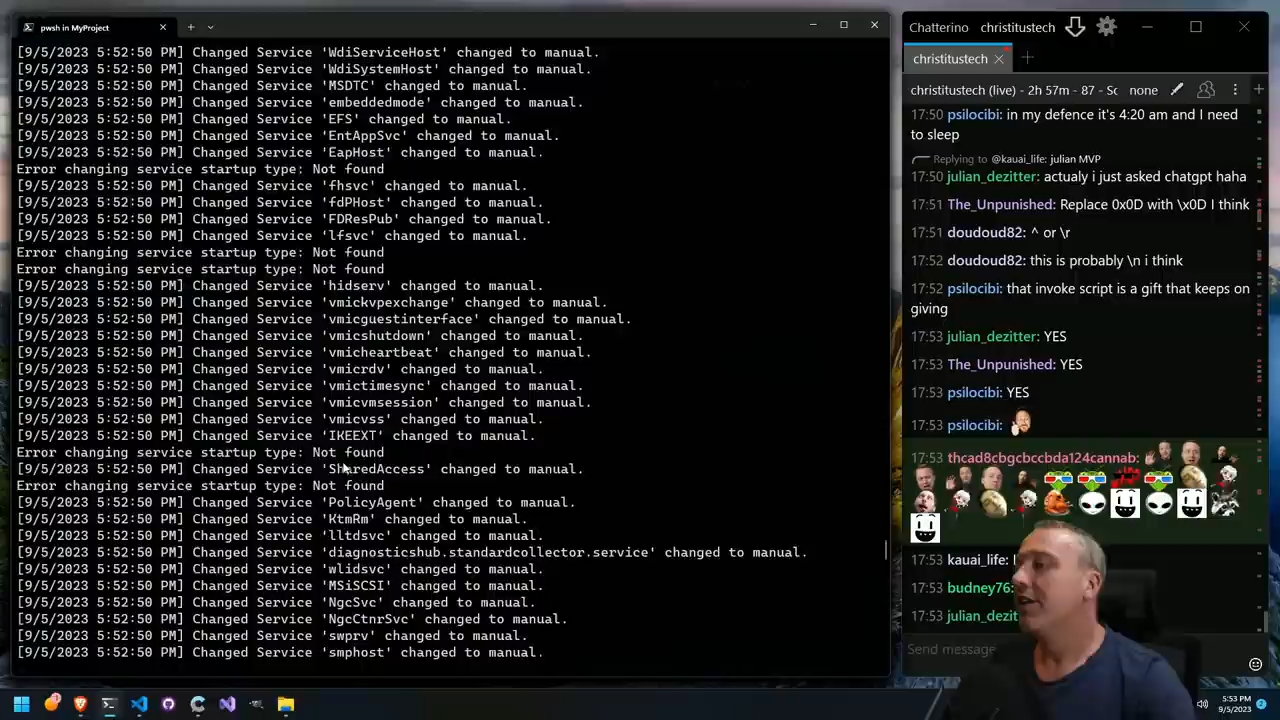 pwsh in MyProject
[9/5/2023 5:52:50 PM] Changed Service 'WdiServiceHost' changed to manual.
[9/5/2023 5:52:50 PM] Changed Service 'WdiSystemHost' changed to manual.
[9/5/2023 5:52:50 PM] Changed Service 'MSDTC' changed to manual.
[9/5/2023 5:52:50 PM] Changed Service 'embeddedmode' changed to manual.
[9/5/2023 5:52:50 PM] Changed Service 'EFS' changed to manual.
[9/5/2023 5:52:50 PM] Changed Service 'EntAppSvc' changed to manual.
[9/5/2023 5:52:50 PM] Changed Service 'EapHost' changed to manual.
Error changing service startup type: Not found
[9/5/2023 5:52:50 PM] Changed Service 'fhsvc' changed to manual.
[9/5/2023 5:52:50 PM] Changed Service 'fdPHost' changed to manual.
[9/5/2023 5:52:50 PM] Changed Service 'FDResPub' changed to manual.
[9/5/2023 5:52:50 PM] Changed Service 'lfsvc' changed to manual.
Error changing service startup type: Not found
Error changing service startup type: Not found
[9/5/2023 5:52:50 PM] Changed Service 'hidserv' changed to manual.
[9/5/2023 5:52:50 PM] Changed Service 'vmickvpexchange' changed to manual.
[9/5/2023 5:52:50 PM] Changed Service 'vmicguestinterface' changed to manual.
[9/5/2023 5:52:50 PM] Changed Service 'vmicshutdown' changed to manual.
[9/5/2023 5:52:50 PM] Changed Service 'vmicheartbeat' changed to manual.
[9/5/2023 5:52:50 PM] Changed Service 'vmicrdv' changed to manual.
[9/5/2023 5:52:50 PM] Changed Service 'vmictimesync' changed to manual.
[9/5/2023 5:52:50 PM] Changed Service 'vmicvmsession' changed to manual.
[9/5/2023 5:52:50 PM] Changed Service 'vmicvss' changed to manual.
[9/5/2023 5:52:50 PM] Changed Service 'IKEEXT' changed to manual.
Error changing service startup type: Not found
[9/5/2023 5:52:50 PM] Changed Service 'SharedAccess' changed to manual.
Error changing service startup type: Not found
[9/5/2023 5:52:50 PM] Changed Service 'PolicyAgent' changed to manual.
[9/5/2023 5:52:50 PM] Changed Service 'KtmRm' changed to manual.
[9/5/2023 5:52:50 PM] Changed Service 'lltdsvc' changed to manual.
[9/5/2023 5:52:50 PM] Changed Service 'diagnosticshub.standardcollector.service' changed to manual.
[9/5/2023 5:52:50 PM] Changed Service 'wlidsvc' changed to manual.
[9/5/2023 5:52:50 PM] Changed Service 'MSiSCSI' changed to manual.
[9/5/2023 5:52:50 PM] Changed Service 'NgcSvc' changed to manual.
[9/5/2023 5:52:50 PM] Changed Service 'NgcCtnrSvc' changed to manual.
[9/5/2023 5:52:50 PM] Changed Service 'swprv' changed to manual.
[9/5/2023 5:52:50 PM] Changed Service 'smphost' changed to manual.
Chatterino christitustech
christitustech
christitustech (live) - 2h 57m - 87 - Sc none
17:50 psilocibi: in my defence it's 4:20 am and I need
to sleep
Replying to @kauai_life: julian MVP
17:50 julian_dezitter: actualy i just asked chatgpt haha
17:51 The_Unpunished: Replace 0x0D with \x0D I think
17:51 doudoud82: ^ or \r
17:52 doudoud82: this is probably \n i think
17:52 psilocibi: that invoke script is a gift that keeps on
giving
17:53 julian_dezitter: YES
17:53 The_Unpunished: YES
17:53 psilocibi: YES
17:53 psilocibi:
17:53 thcad8cbgcbccbda124cannab:
17:53 kauai_life:
17:53 budney76:
17:53 julian_dezit
Send message
5:53 PM
9/5/2023